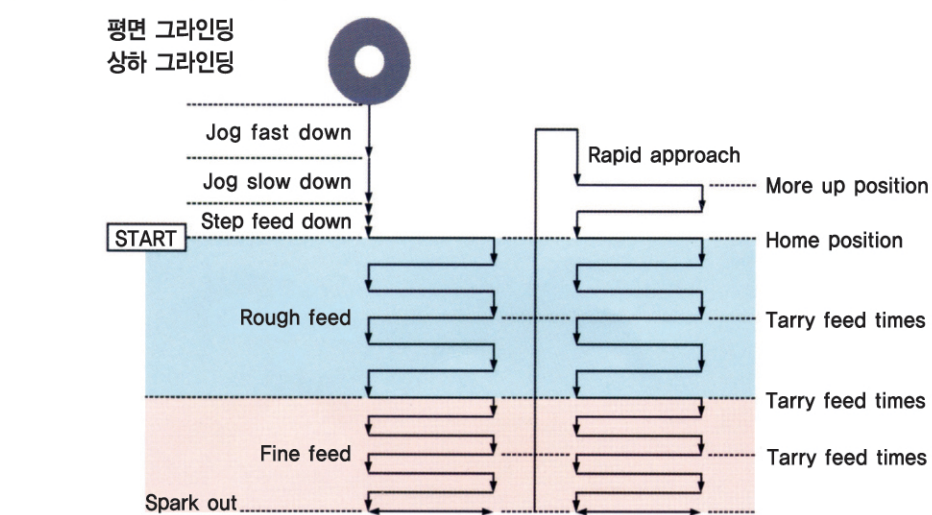 평면 그라인딩
상하 그라인딩
Jog fast down
Jog slow down
Step feed down
START
Rough feed
Fine feed
Spark out
Rapid approach
More up position
Home position
Tarry feed times
Tarry feed times
Tarry feed times